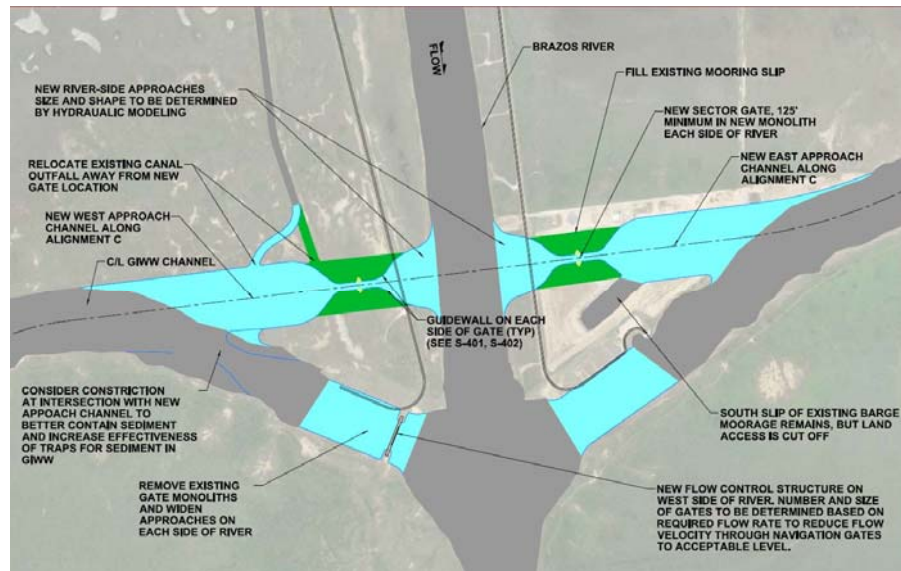 FLOW
BRAZOS RIVER
FILL EXISTING MOORING SLIP
NEW RIVER-SIDE APPROACHES
SIZE AND SHAPE TO BE DETERMINED
BY HYDRAUALIC MODELING
NEW SECTOR GATE, 125'
MINIMUM IN NEW MONOLITH
EACH SIDE OF RIVER
RELOCATE EXISTING CANAL
OUTFALL AWAY FROM NEW
GATE LOCATION
NEW EAST APPROACH
CHANNEL ALONG
ALIGNMENT C
NEW WEST APPROACH
CHANNEL ALONG
ALIGNMENT C
C/L GIWW CHANNEL
GUIDEWALL ON EACH
SIDE OF GATE (TYP)
(SEE S-401, S-402)
CONSIDER CONSTRICTION
AT INTERSECTION WITH NEW
APPOACH CHANNEL TO
BETTER CONTAIN SEDIMENT
AND INCREASE EFFECTIVENESS
OF TRAPS FOR SEDIMENT IN
GIWW
SOUTH SLIP OF EXISTING BARGE
MOORAGE REMAINS, BUT LAND
ACCESS IS CUT OFF
REMOVE EXISTING
GATE MONOLITHS
AND WIDEN
APPROACHES ON
EACH SIDE OF RIVER
NEW FLOW CONTROL STRUCTURE ON
WEST SIDE OF RIVER. NUMBER AND SIZE
OF GATES TO BE DETERMINED BASED ON
REQUIRED FLOW RATE TO REDUCE FLOW
VELOCITY THROUGH NAVIGATION GATES
TO ACCEPTABLE LEVEL.